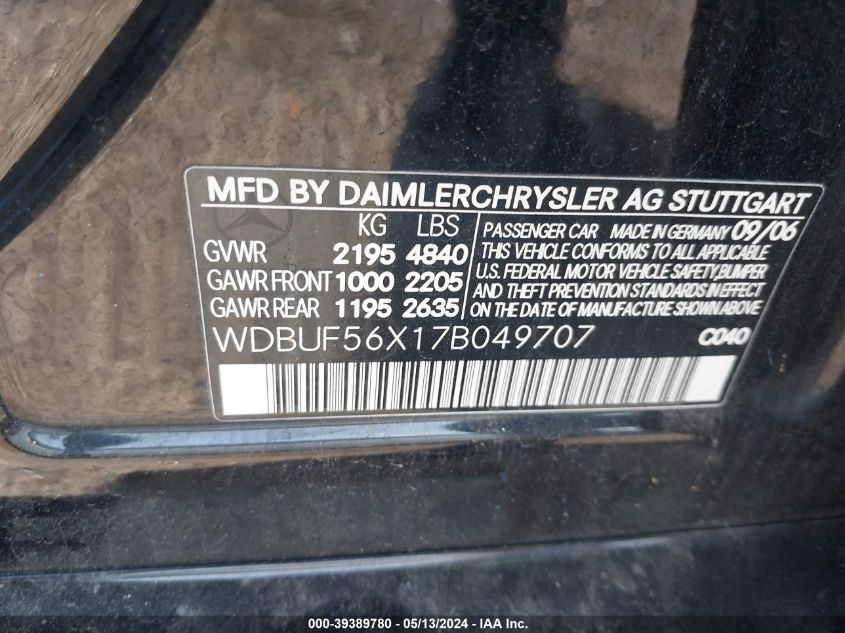 MFD BY DAIMLERCHRYSLER AG STUTTGART
KG LBS
GVWR 2195 4840
GAWR FRONT 1000 2205
GAWR REAR 1195 2635
PASSENGER CAR MADE IN GERMANY 09/06
THIS VEHICLE CONFORMS TO ALL APPLICABLE
U.S. FEDERAL MOTOR VEHICLE SAFETY,BUMPER
AND THEFT PREVENTION STANDARDS IN EFFECT
ON THE DATE OF MANUFACTURE SHOWN ABOVE.
WDBUF56X17B049707 C040
000-39389780 — 05/13/2024 — IAA Inc.